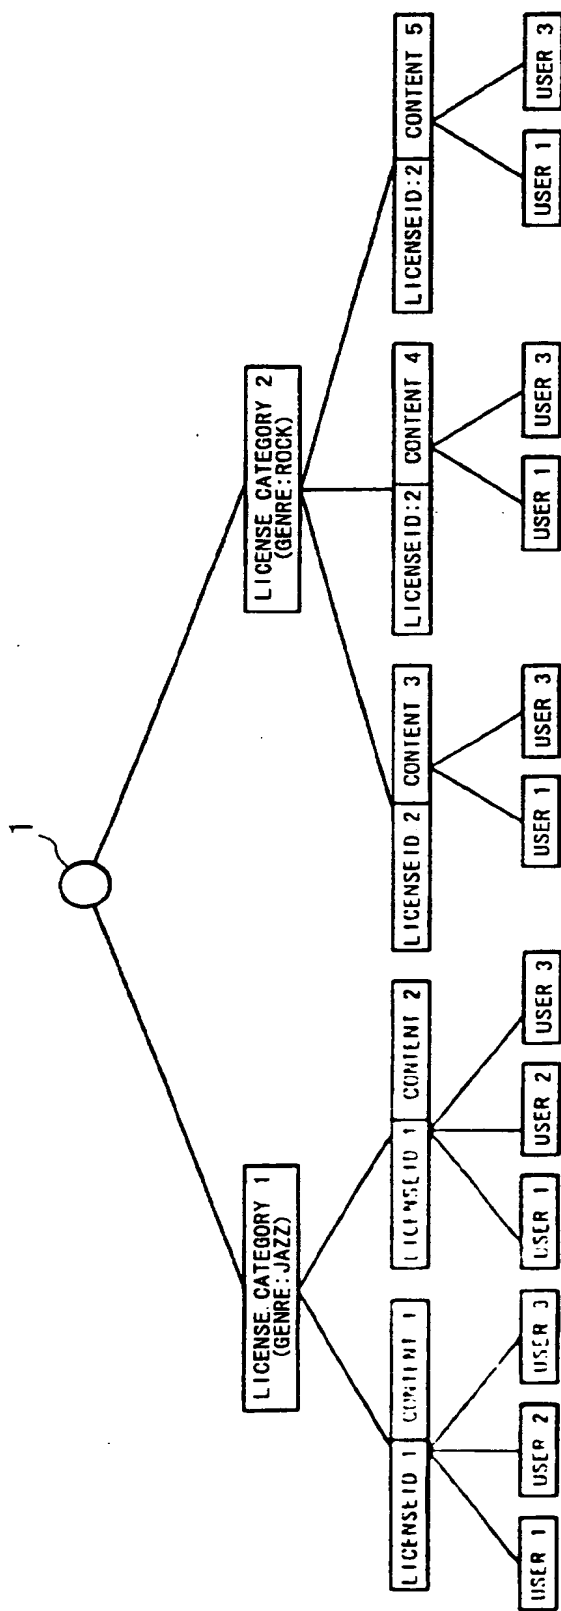 1
LICENSE CATEGORY 1
(GENRE:JAZZ)
LICENSE CATEGORY 2
(GENRE:ROCK)
LICENSEID 1 CONTENT 1
LICENSEID 1 CONTENT 2
LICENSEID 2 CONTENT 3
LICENSEID:2 CONTENT 4
LICENSEID:2 CONTENT 5
USER 1
USER 2
USER 3
USER 1
USER 2
USER 3
USER 1
USER 3
USER 1
USER 3
USER 1
USER 3